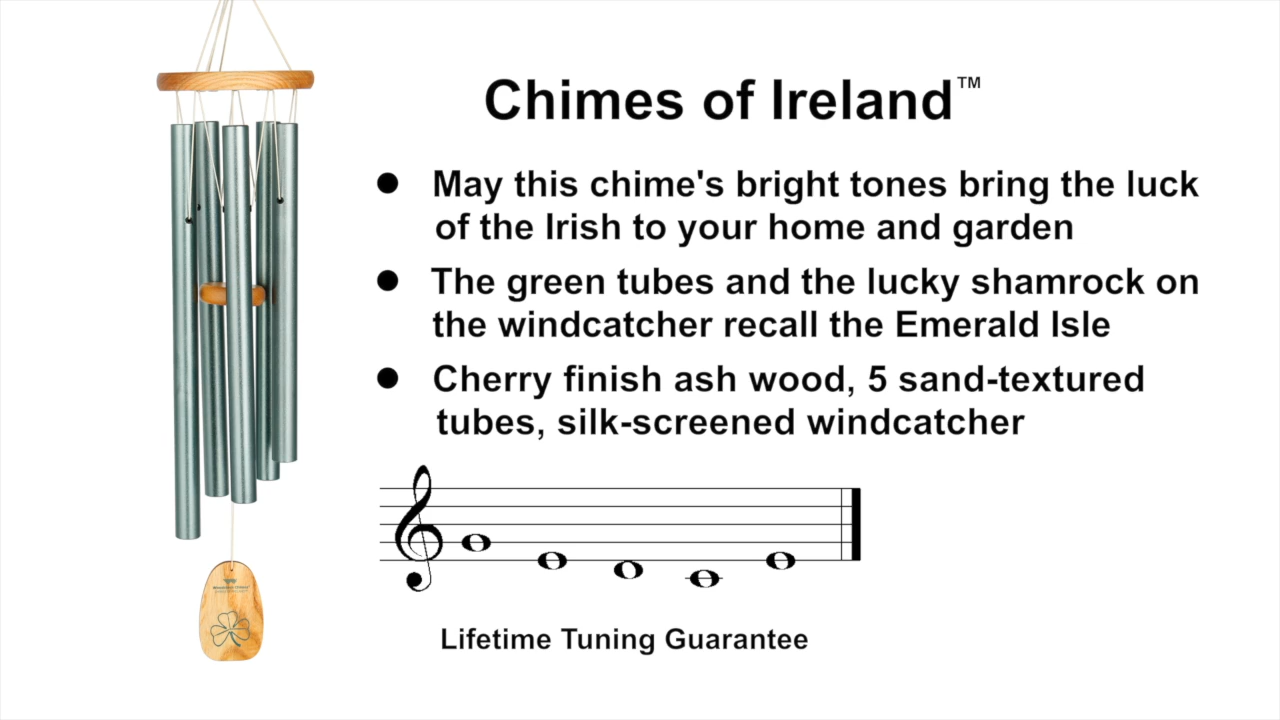 Chimes of Ireland™
● May this chime's bright tones bring the luck
of the Irish to your home and garden
● The green tubes and the lucky shamrock on
the windcatcher recall the Emerald Isle
● Cherry finish ash wood, 5 sand-textured
tubes, silk-screened windcatcher
Lifetime Tuning Guarantee